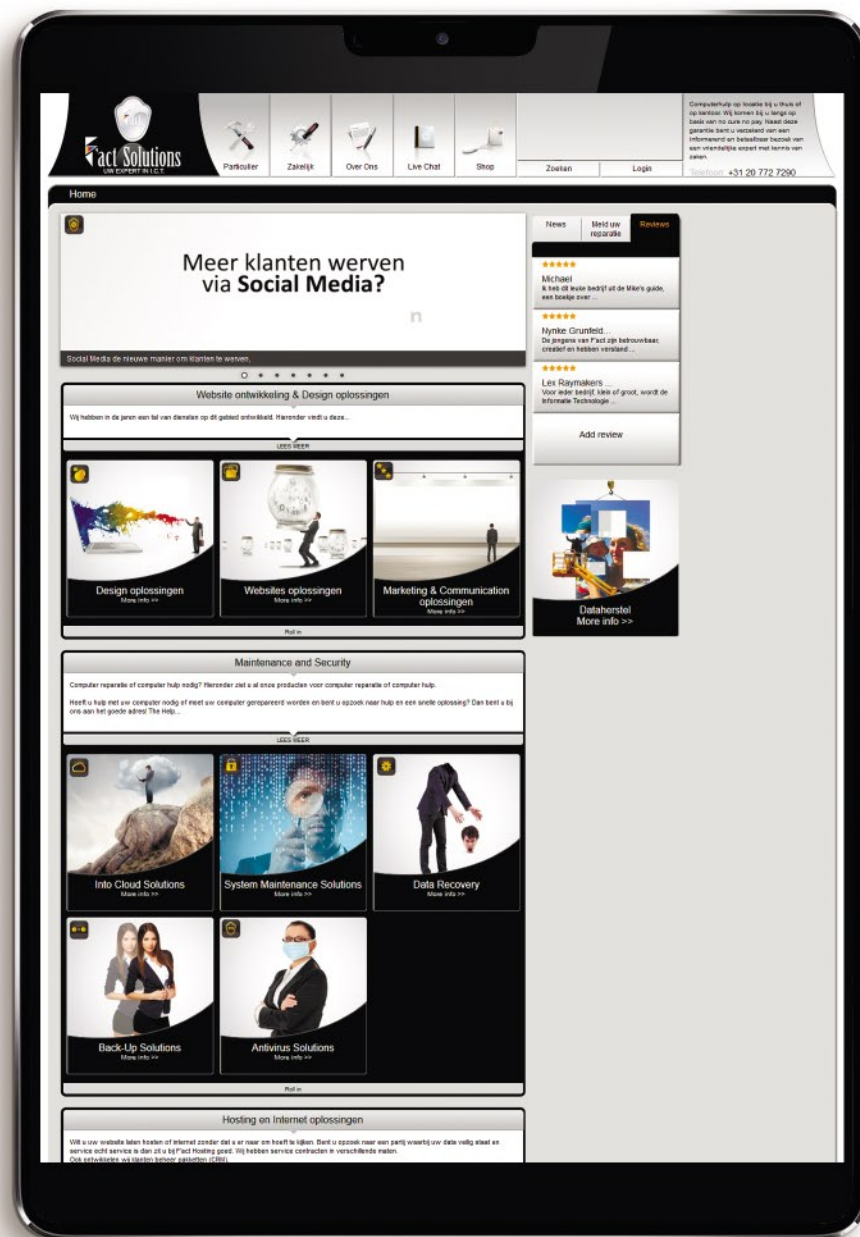 F'act Solutions
UW EXPERT IN I.C.T.
Particulier
Zakelijk
Over Ons
Live Chat
Shop
Zoeken
Login
Computerhulp op locatie bij u thuis of
op kantoor. Wij komen bij u langs op
basis van no cure no pay. Naast deze
garantie bent u verzekerd van een
informerend en betaalbaar bezoek van
een vriendelijke expert met kennis van
zaken.
Telefoon: +31 20 772 7290
Home
Meer klanten werven
via Social Media?
n
Social Media de nieuwe manier om klanten te werven,
News
Meld uw
reparatie
Reviews
Michael
Ik heb dit leuke bedrijf uit de Mike's guide,
een boekje over ...
Nynke Grunfeld...
De jongens van F'act zijn betrouwbaar,
creatief en hebben verstand ...
Lex Raymakers ...
Voor ieder bedrijf, klein of groot, wordt de
Informatie Technologie ...
Add review
Dataherstel
More info >>
Website ontwikkeling & Design oplossingen
Wij hebben in de jaren een tal van diensten op dit gebied ontwikkeld. Hieronder vindt u deze...
LEES MEER
Design oplossingen
More info >>
Websites oplossingen
More info >>
Marketing & Communication
oplossingen
More info >>
Roll in
Maintenance and Security
Computer reparatie of computer hulp nodig? Hieronder ziet u al onze producten voor computer reparatie of computer hulp.
Heeft u hulp met uw computer nodig of moet uw computer gerepareerd worden en bent u opzoek naar hulp en een snelle oplossing? Dan bent u bij
ons aan het goede adres! The Help...
LEES MEER
Into Cloud Solutions
More info >>
System Maintenance Solutions
More info >>
Data Recovery
More info >>
Back-Up Solutions
More info >>
Antivirus Solutions
More info >>
Roll in
Hosting en Internet oplossingen
Wilt u uw website laten hosten of internet zonder dat u er naar om hoeft te kijken. Bent u opzoek naar een partij waarbij uw data veilig staat en
service echt service is dan zit u bij F'act Hosting goed. Wij hebben service contracten in verschillende maten.
Ook ontwikkelen wij klanten beheer pakketten (CRM).